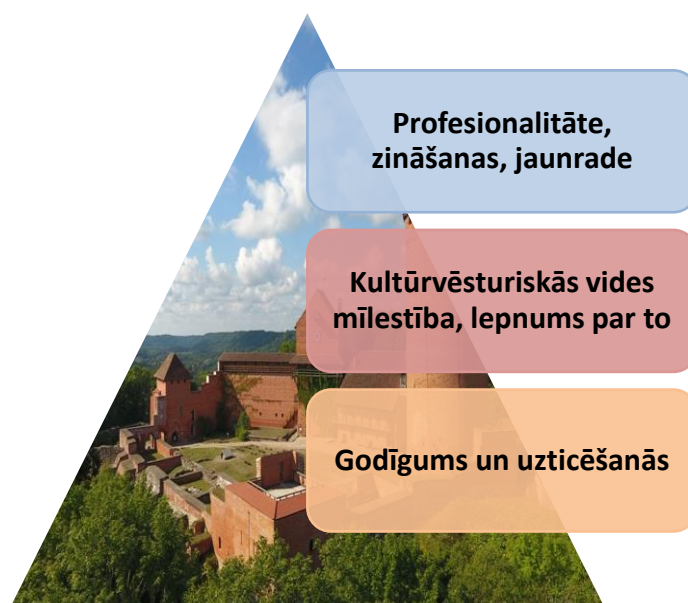 Profesionalitāte,
zināšanas, jaunrade
Kultūrvēsturiskās vides
mīlestība, lepnums par to
Godīgums un uzticēšanās